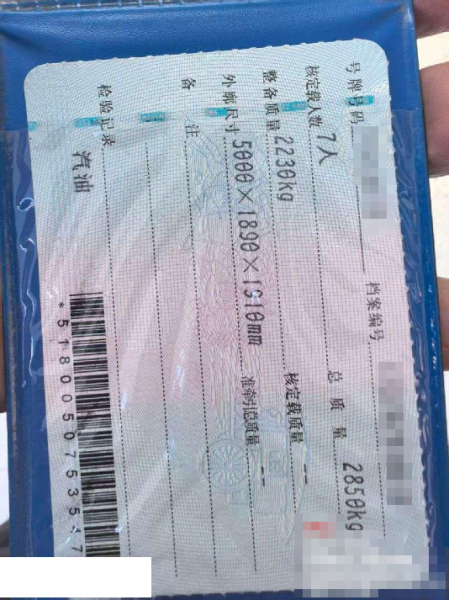 号牌号码 档案编号
核定载人数 7人 总质量 2850kg
整备质量 2230kg 核定载质量 --
外廓尺寸 5000×1890×1910mm 准牵引总质量 --
备注
检验记录
汽油
*5180050753547